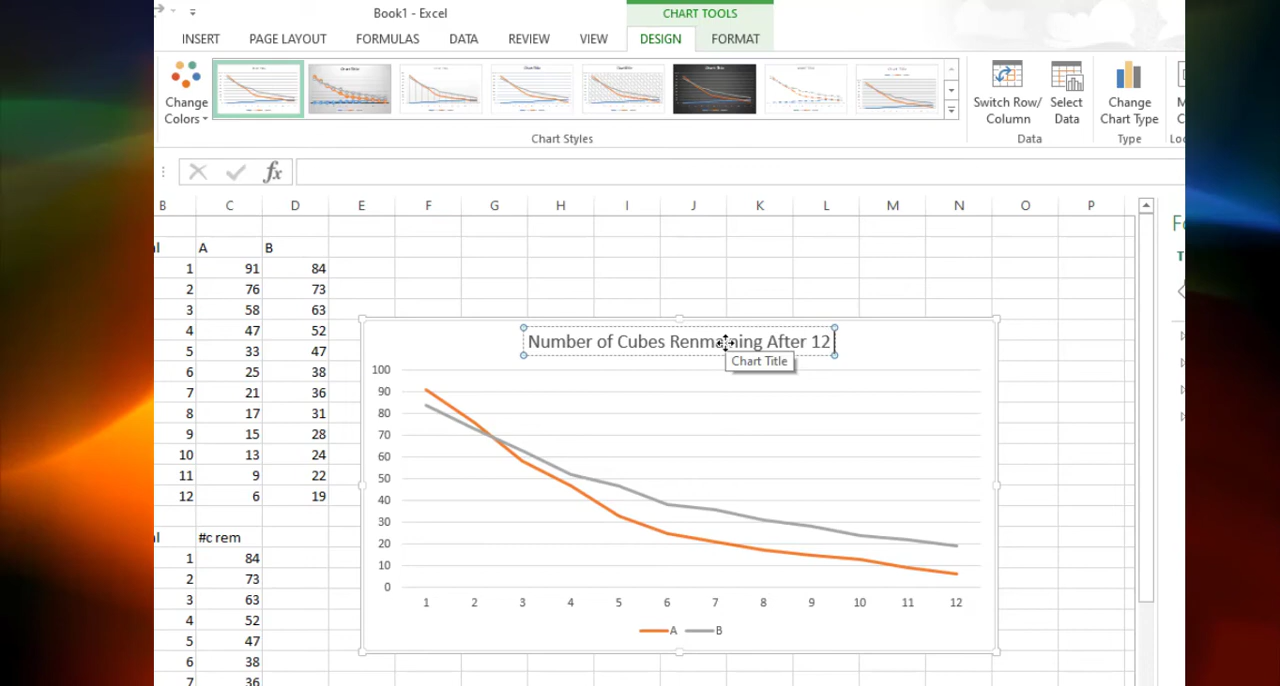 Book1 - Excel
CHART TOOLS
INSERT PAGE LAYOUT FORMULAS DATA REVIEW VIEW DESIGN FORMAT
Change Colors
Switch Row/ Column
Select Data
Change Chart Type
Chart Styles
Data
Type
fx
B C D E F G H I J K L M N O P
A B
1 91 84
2 76 73
3 58 63
4 47 52
5 33 47
6 25 38
7 21 36
8 17 31
9 15 28
10 13 24
11 9 22
12 6 19
#c rem
1 84
2 73
3 63
4 52
5 47
6 38
7 36
Number of Cubes Renmaining After 12
Chart Title
100
90
80
70
60
50
40
30
20
10
0
1 2 3 4 5 6 7 8 9 10 11 12
A B